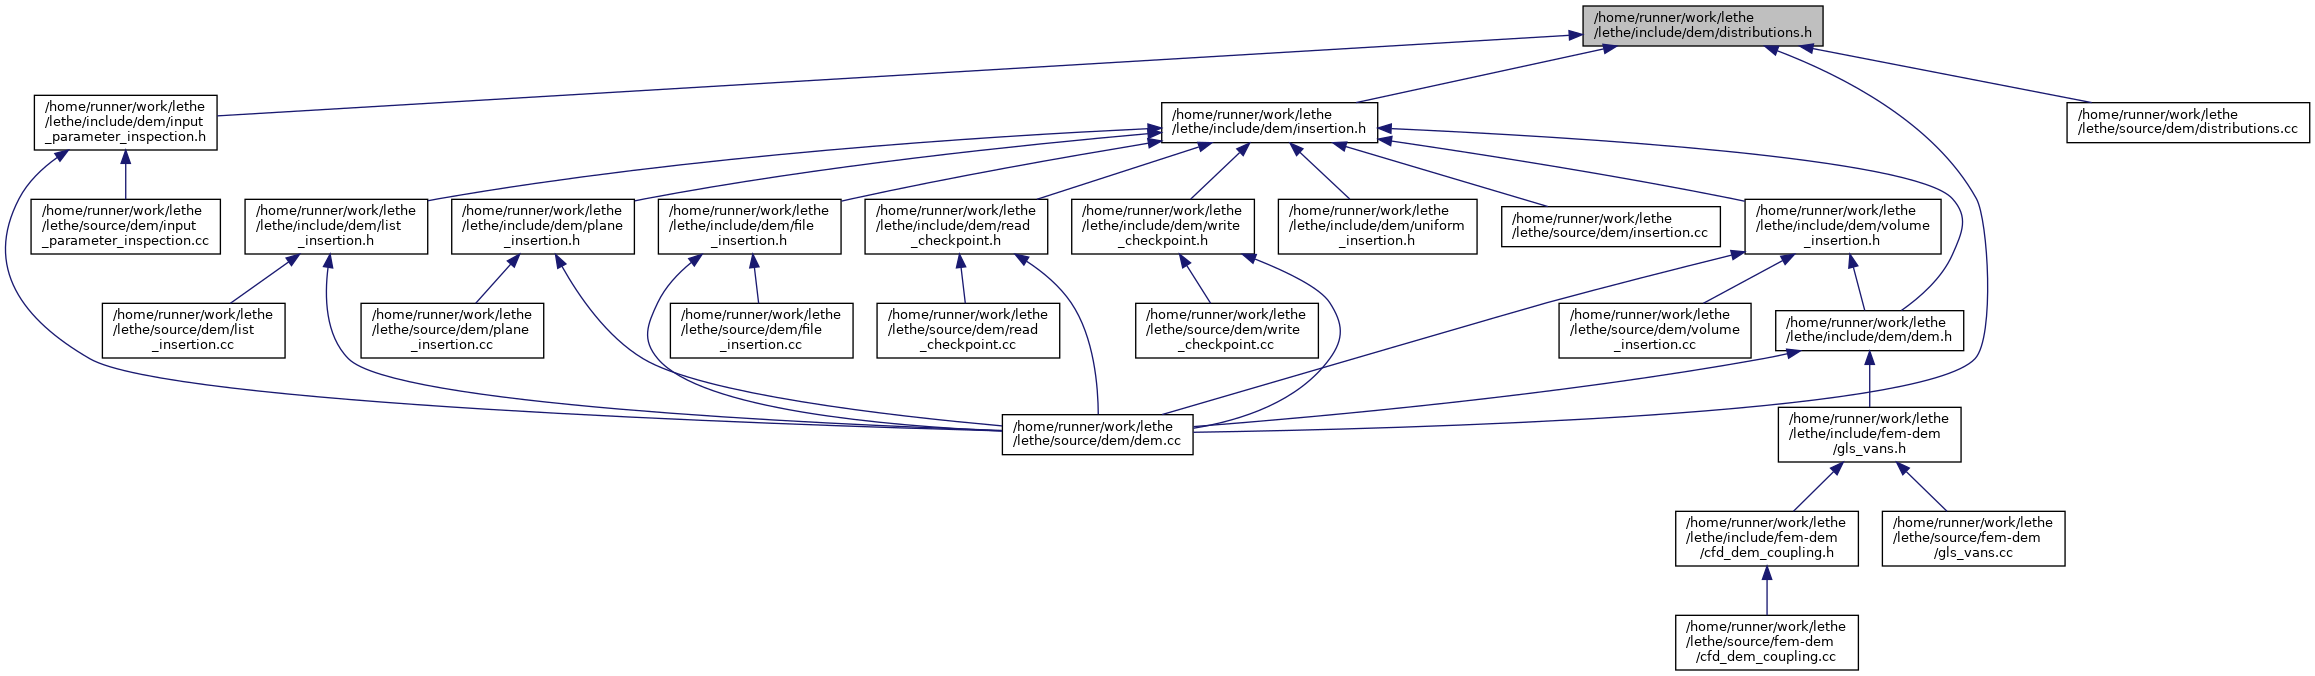 /home/runner/work/lethe
/lethe/include/dem/distributions.h
/home/runner/work/lethe
/lethe/include/dem/input
_parameter_inspection.h
/home/runner/work/lethe
/lethe/include/dem/insertion.h
/home/runner/work/lethe
/lethe/source/dem/distributions.cc
/home/runner/work/lethe
/lethe/source/dem/input
_parameter_inspection.cc
/home/runner/work/lethe
/lethe/include/dem/list
_insertion.h
/home/runner/work/lethe
/lethe/include/dem/plane
_insertion.h
/home/runner/work/lethe
/lethe/include/dem/file
_insertion.h
/home/runner/work/lethe
/lethe/include/dem/read
_checkpoint.h
/home/runner/work/lethe
/lethe/include/dem/write
_checkpoint.h
/home/runner/work/lethe
/lethe/include/dem/uniform
_insertion.h
/home/runner/work/lethe
/lethe/source/dem/insertion.cc
/home/runner/work/lethe
/lethe/include/dem/volume
_insertion.h
/home/runner/work/lethe
/lethe/source/dem/list
_insertion.cc
/home/runner/work/lethe
/lethe/source/dem/plane
_insertion.cc
/home/runner/work/lethe
/lethe/source/dem/file
_insertion.cc
/home/runner/work/lethe
/lethe/source/dem/read
_checkpoint.cc
/home/runner/work/lethe
/lethe/source/dem/write
_checkpoint.cc
/home/runner/work/lethe
/lethe/source/dem/volume
_insertion.cc
/home/runner/work/lethe
/lethe/include/dem/dem.h
/home/runner/work/lethe
/lethe/source/dem/dem.cc
/home/runner/work/lethe
/lethe/include/fem-dem
/gls_vans.h
/home/runner/work/lethe
/lethe/include/fem-dem
/cfd_dem_coupling.h
/home/runner/work/lethe
/lethe/source/fem-dem
/gls_vans.cc
/home/runner/work/lethe
/lethe/source/fem-dem
/cfd_dem_coupling.cc